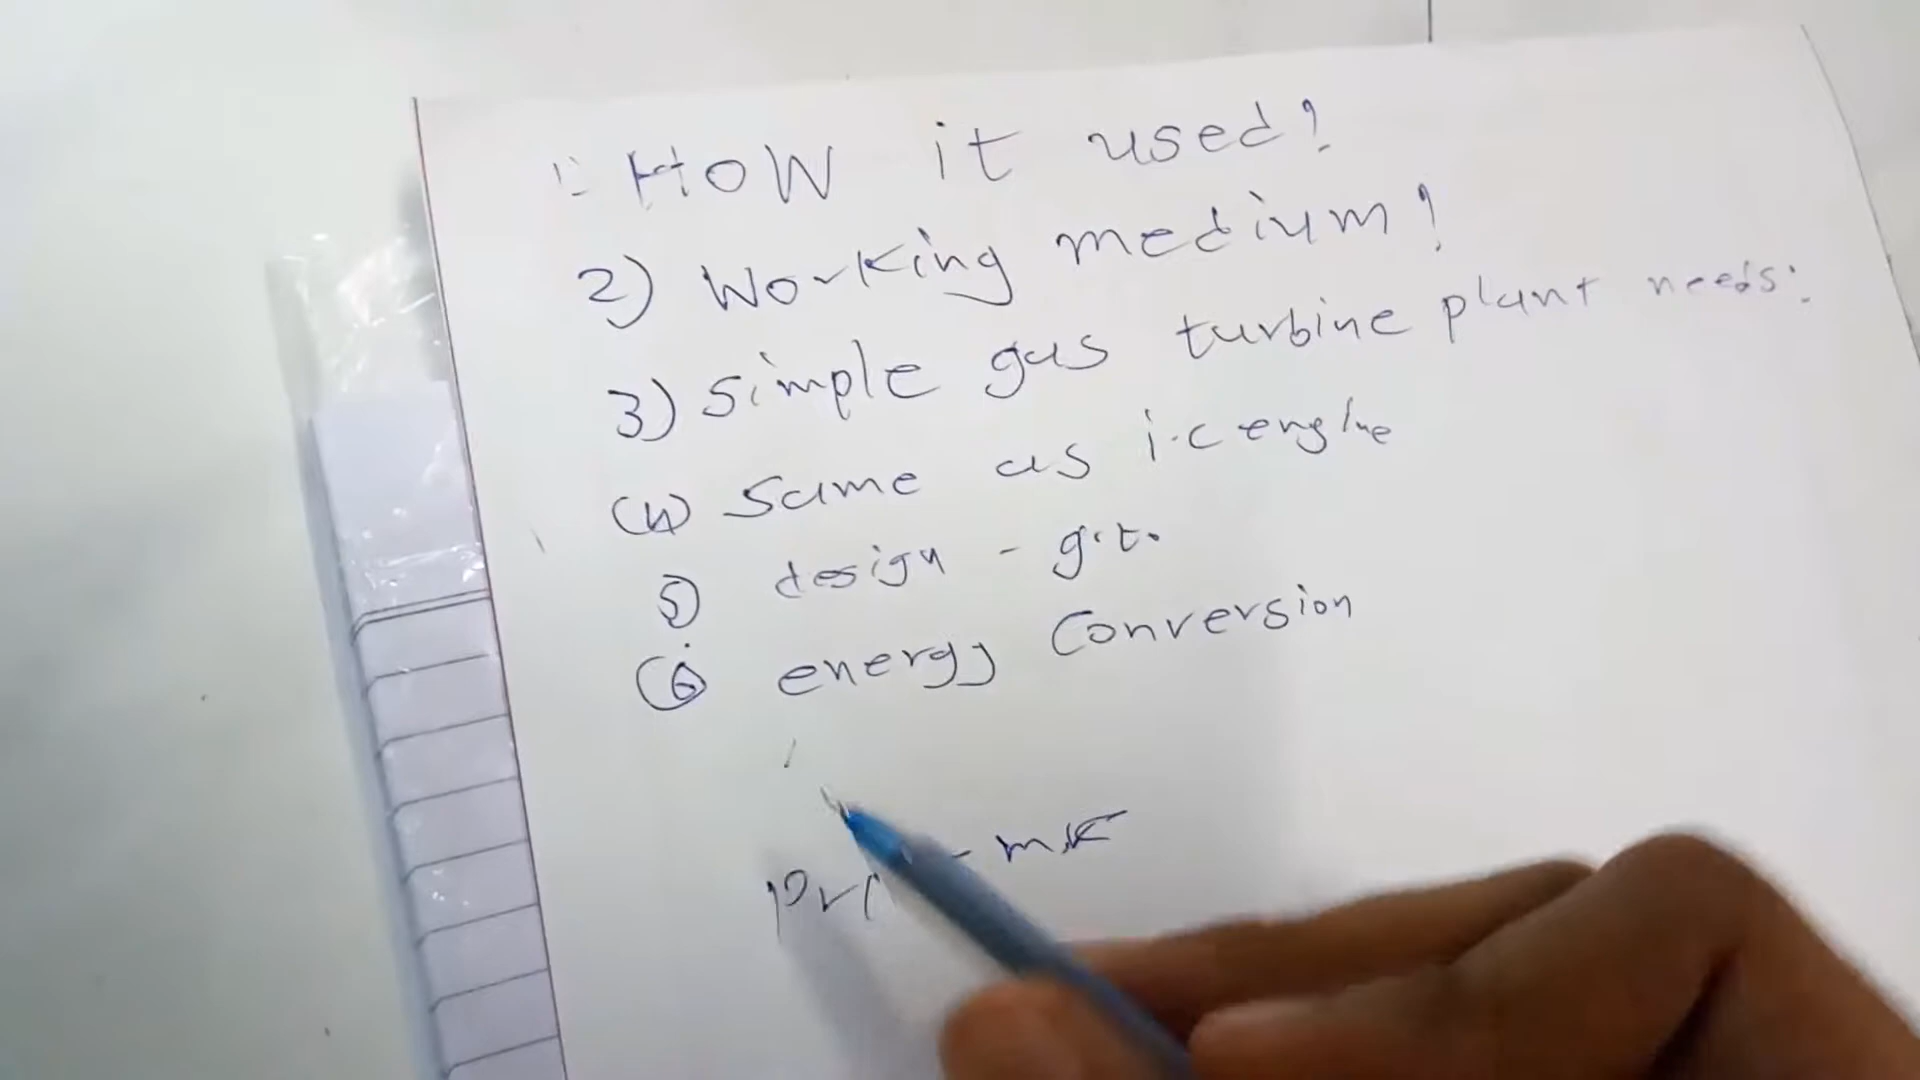 1) How it used?
2) Working medium?
3) Simple gas turbine plant needs:
(4) Same as i.c engine
5) design - g.t.
(6) energy conversion